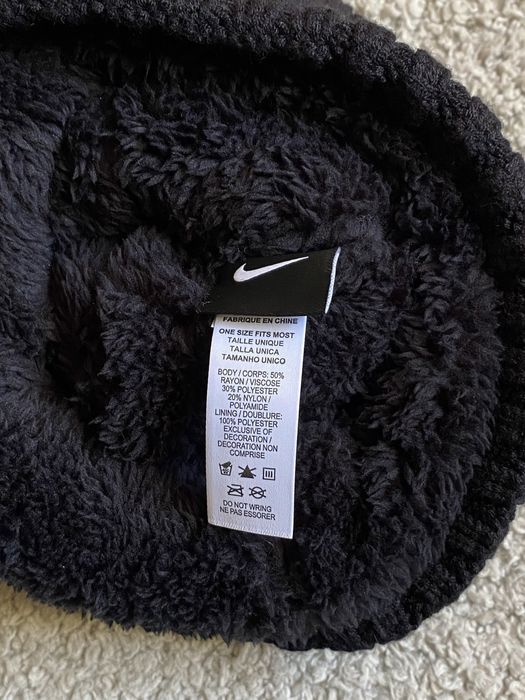 FABRIQUE EN CHINE
ONE SIZE FITS MOST
TAILLE UNIQUE
TALLA UNICA
TAMANHO UNICO
BODY / CORPS: 50%
RAYON / VISCOSE
30% POLYESTER
20% NYLON /
POLYAMIDE
LINING / DOUBLURE:
100% POLYESTER
EXCLUSIVE OF
DECORATION /
DECORATION NON
COMPRISE
DO NOT WRING
NE PAS ESSORER